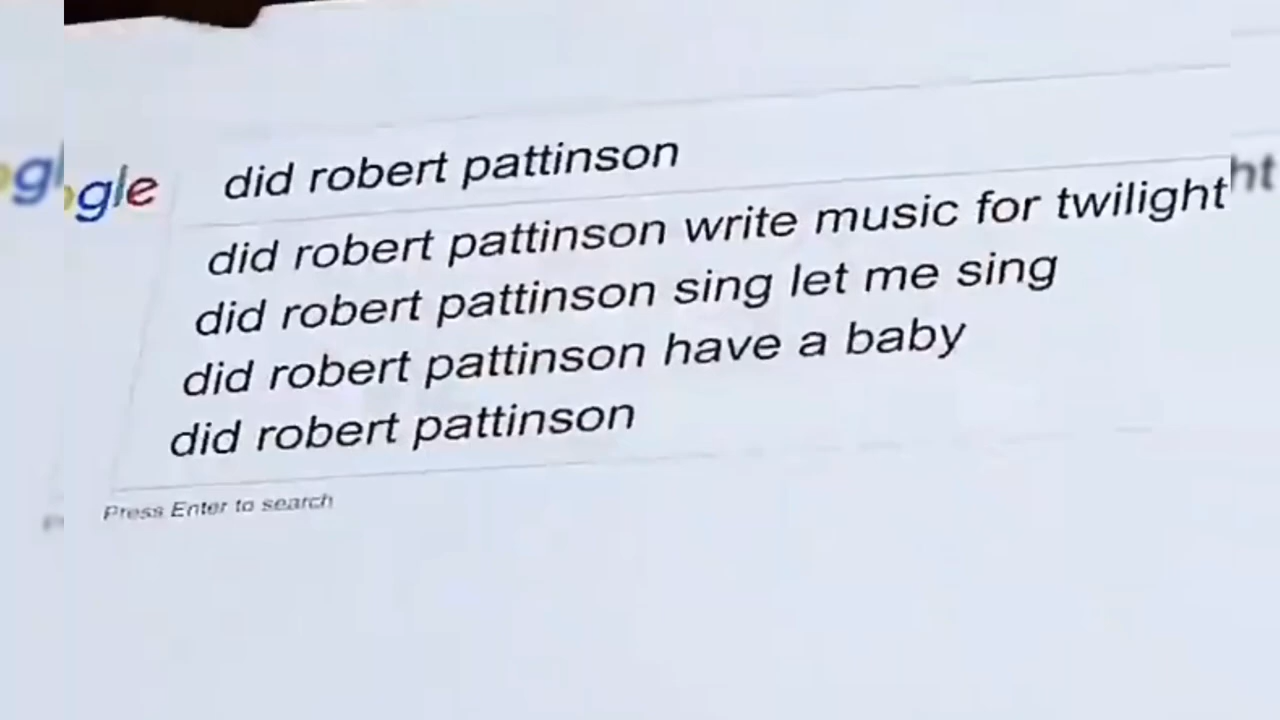 ogle
did robert pattinson
did robert pattinson write music for twilight
did robert pattinson sing let me sing
did robert pattinson have a baby
did robert pattinson
Press Enter to search